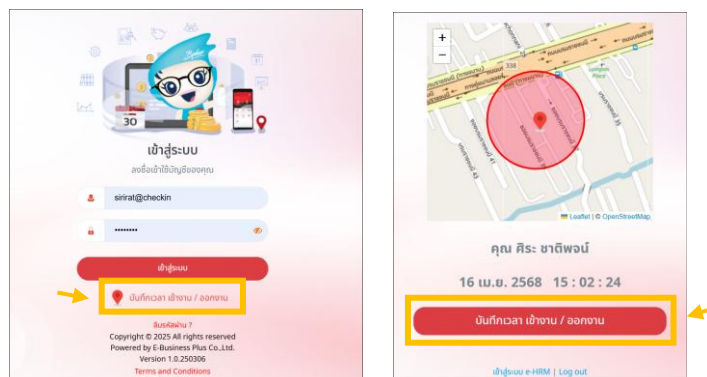 30
เข้าสู่ระบบ
ลงชื่อเข้าใช้บัญชีของคุณ
sirirat@checkin
••••••••
เข้าสู่ระบบ
บันทึกเวลา เข้างาน / ออกงาน
ลืมรหัสผ่าน ?
Copyright © 2025 All rights reserved
Powered by E-Business Plus Co.,Ltd.
Version 1.0.250306
Terms and Conditions
+
−
338
Leaflet | © OpenStreetMap
คุณ ศิระ ชาติพจน์
16 เม.ย. 2568 15 : 02 : 24
บันทึกเวลา เข้างาน / ออกงาน
เข้าสู่ระบบ e-HRM | Log out